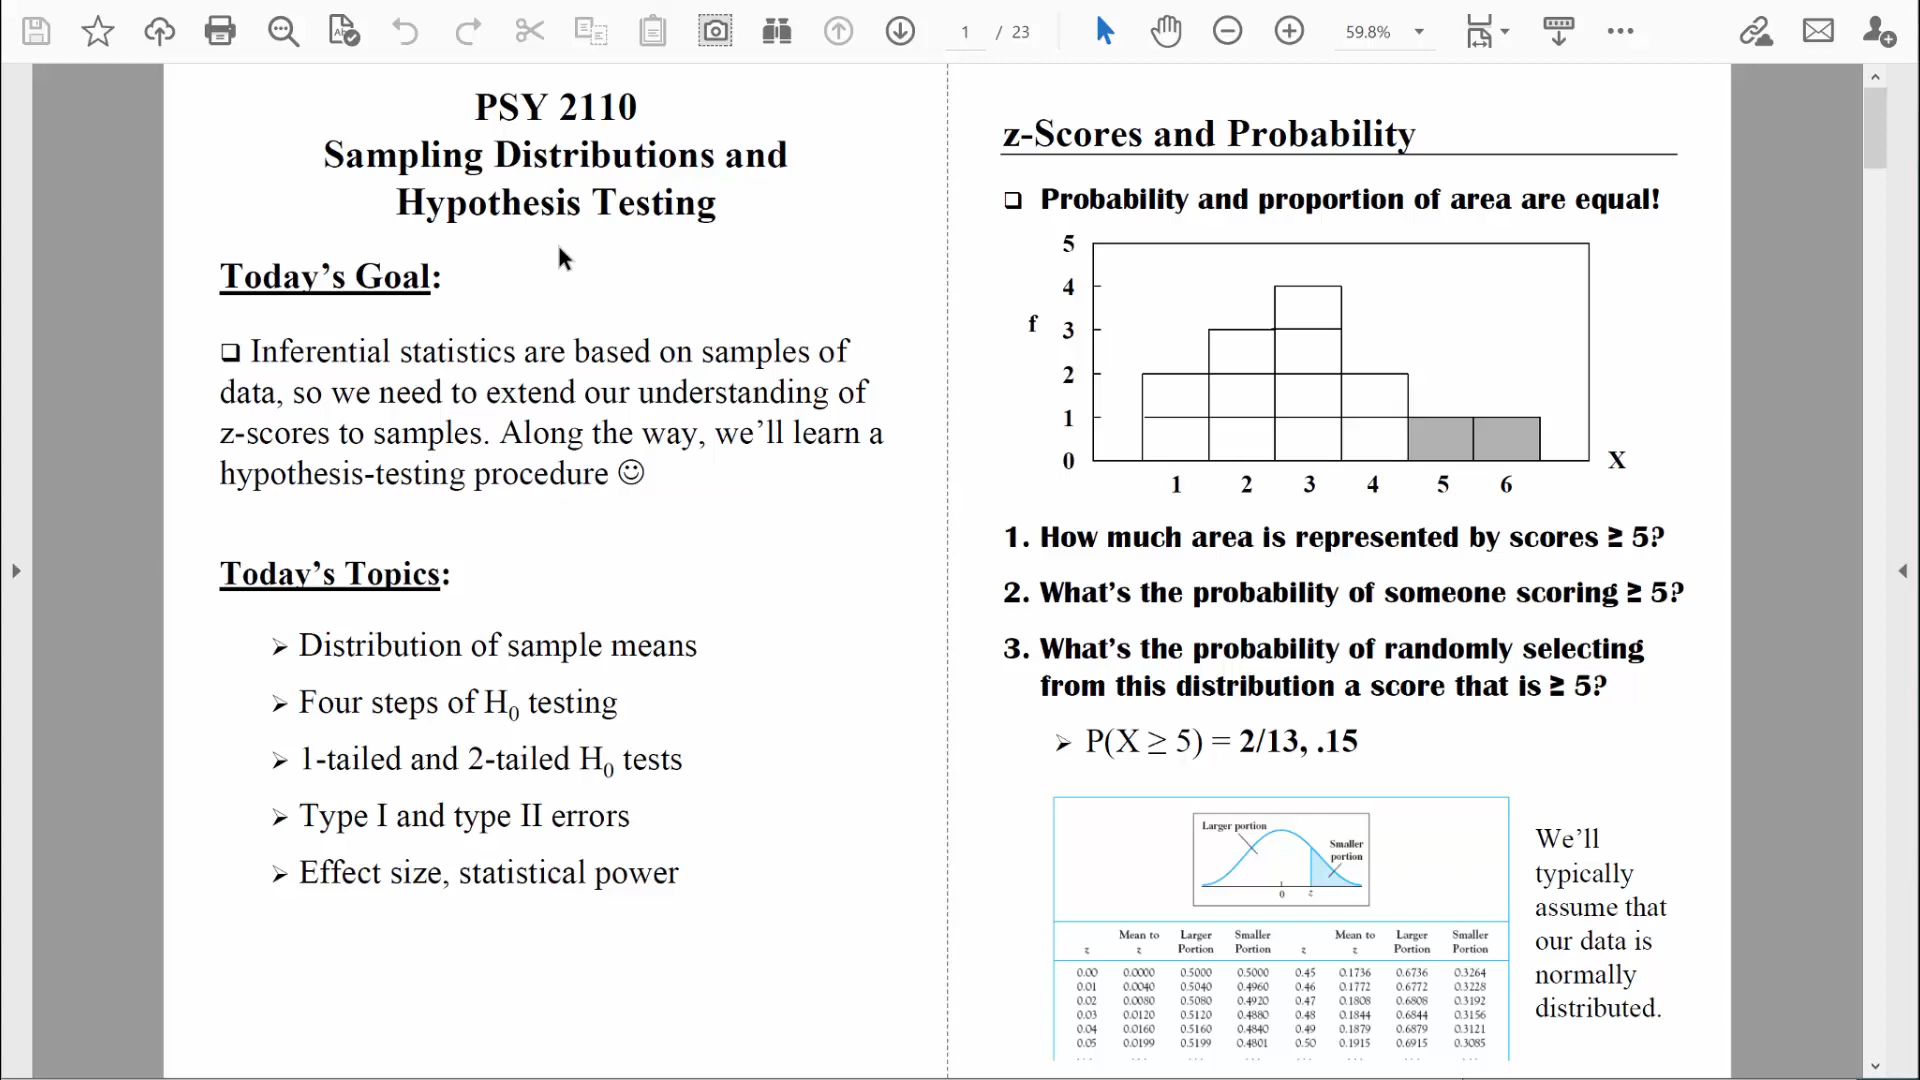 1 / 23
59.8%
PSY 2110
Sampling Distributions and
Hypothesis Testing
Today’s Goal:
❑ Inferential statistics are based on samples of
data, so we need to extend our understanding of
z-scores to samples. Along the way, we’ll learn a
hypothesis-testing procedure ☺
Today’s Topics:
➢ Distribution of sample means
➢ Four steps of H₀ testing
➢ 1-tailed and 2-tailed H₀ tests
➢ Type I and type II errors
➢ Effect size, statistical power
z-Scores and Probability
❑ Probability and proportion of area are equal!
5
4
f
3
2
1
0
X
1 2 3 4 5 6
1. How much area is represented by scores ≥ 5?
2. What’s the probability of someone scoring ≥ 5?
3. What’s the probability of randomly selecting
from this distribution a score that is ≥ 5?
➢ P(X ≥ 5) = 2/13, .15
Larger portion
Smaller
portion
0 z
Mean to Larger Smaller Mean to Larger Smaller
z z Portion Portion z z Portion Portion
0.00 0.0000 0.5000 0.5000 0.45 0.1736 0.6736 0.3264
0.01 0.0040 0.5040 0.4960 0.46 0.1772 0.6772 0.3228
0.02 0.0080 0.5080 0.4920 0.47 0.1808 0.6808 0.3192
0.03 0.0120 0.5120 0.4880 0.48 0.1844 0.6844 0.3156
0.04 0.0160 0.5160 0.4840 0.49 0.1879 0.6879 0.3121
0.05 0.0199 0.5199 0.4801 0.50 0.1915 0.6915 0.3085
... ... ... ... ... ... ... ...
We’ll
typically
assume that
our data is
normally
distributed.